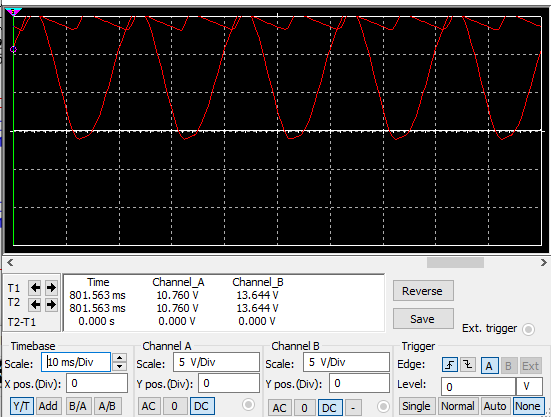 T1
T2
T2-T1
Time Channel_A Channel_B
801.563 ms 10.760 V 13.644 V
801.563 ms 10.760 V 13.644 V
0.000 s 0.000 V 0.000 V
Reverse
Save
Ext. trigger
Timebase
Scale: 10 ms/Div
X pos.(Div): 0
Y/T Add B/A A/B
Channel A
Scale: 5 V/Div
Y pos.(Div): 0
AC 0 DC
Channel B
Scale: 5 V/Div
Y pos.(Div): 0
AC 0 DC -
Trigger
Edge: A B Ext
Level: 0 V
Single Normal Auto None